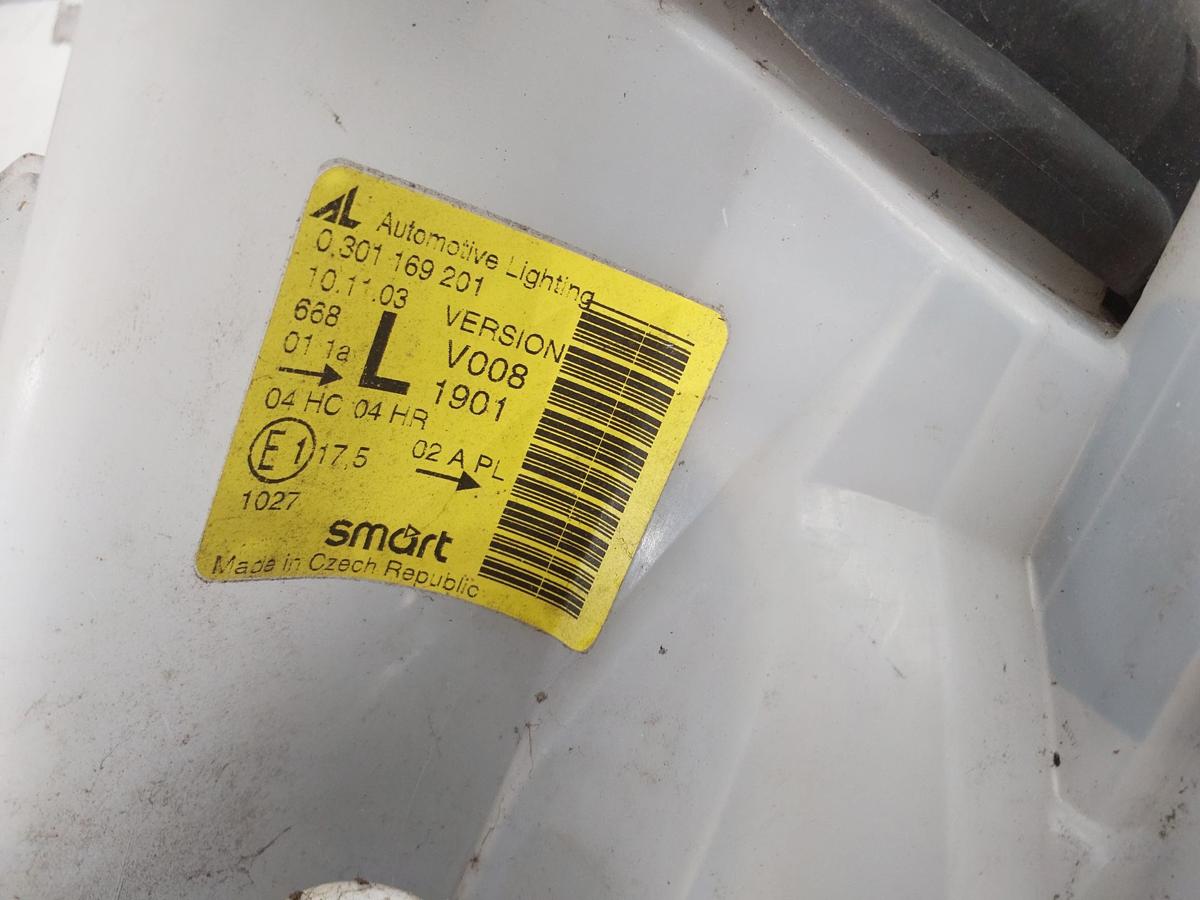 AL Automotive Lighting
0.301 169 201
10.11.03
668
01 1a
L
VERSION
V008
1901
04 HC 04 HR
E1 17,5
02 A PL
1027
smart
Made in Czech Republic